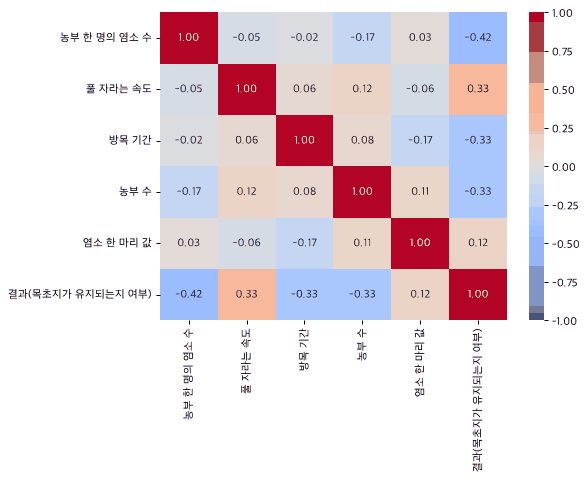 농부 한 명의 염소 수 1.00 -0.05 -0.02 -0.17 0.03 -0.42
풀 자라는 속도 -0.05 1.00 0.06 0.12 -0.06 0.33
방목 기간 -0.02 0.06 1.00 0.08 -0.17 -0.33
농부 수 -0.17 0.12 0.08 1.00 0.11 -0.33
염소 한 마리 값 0.03 -0.06 -0.17 0.11 1.00 0.12
결과(목초지가 유지되는지 여부) -0.42 0.33 -0.33 -0.33 0.12 1.00
농부 한 명의 염소 수
풀 자라는 속도
방목 기간
농부 수
염소 한 마리 값
결과(목초지가 유지되는지 여부)
1.00
0.75
0.50
0.25
0.00
-0.25
-0.50
-0.75
-1.00